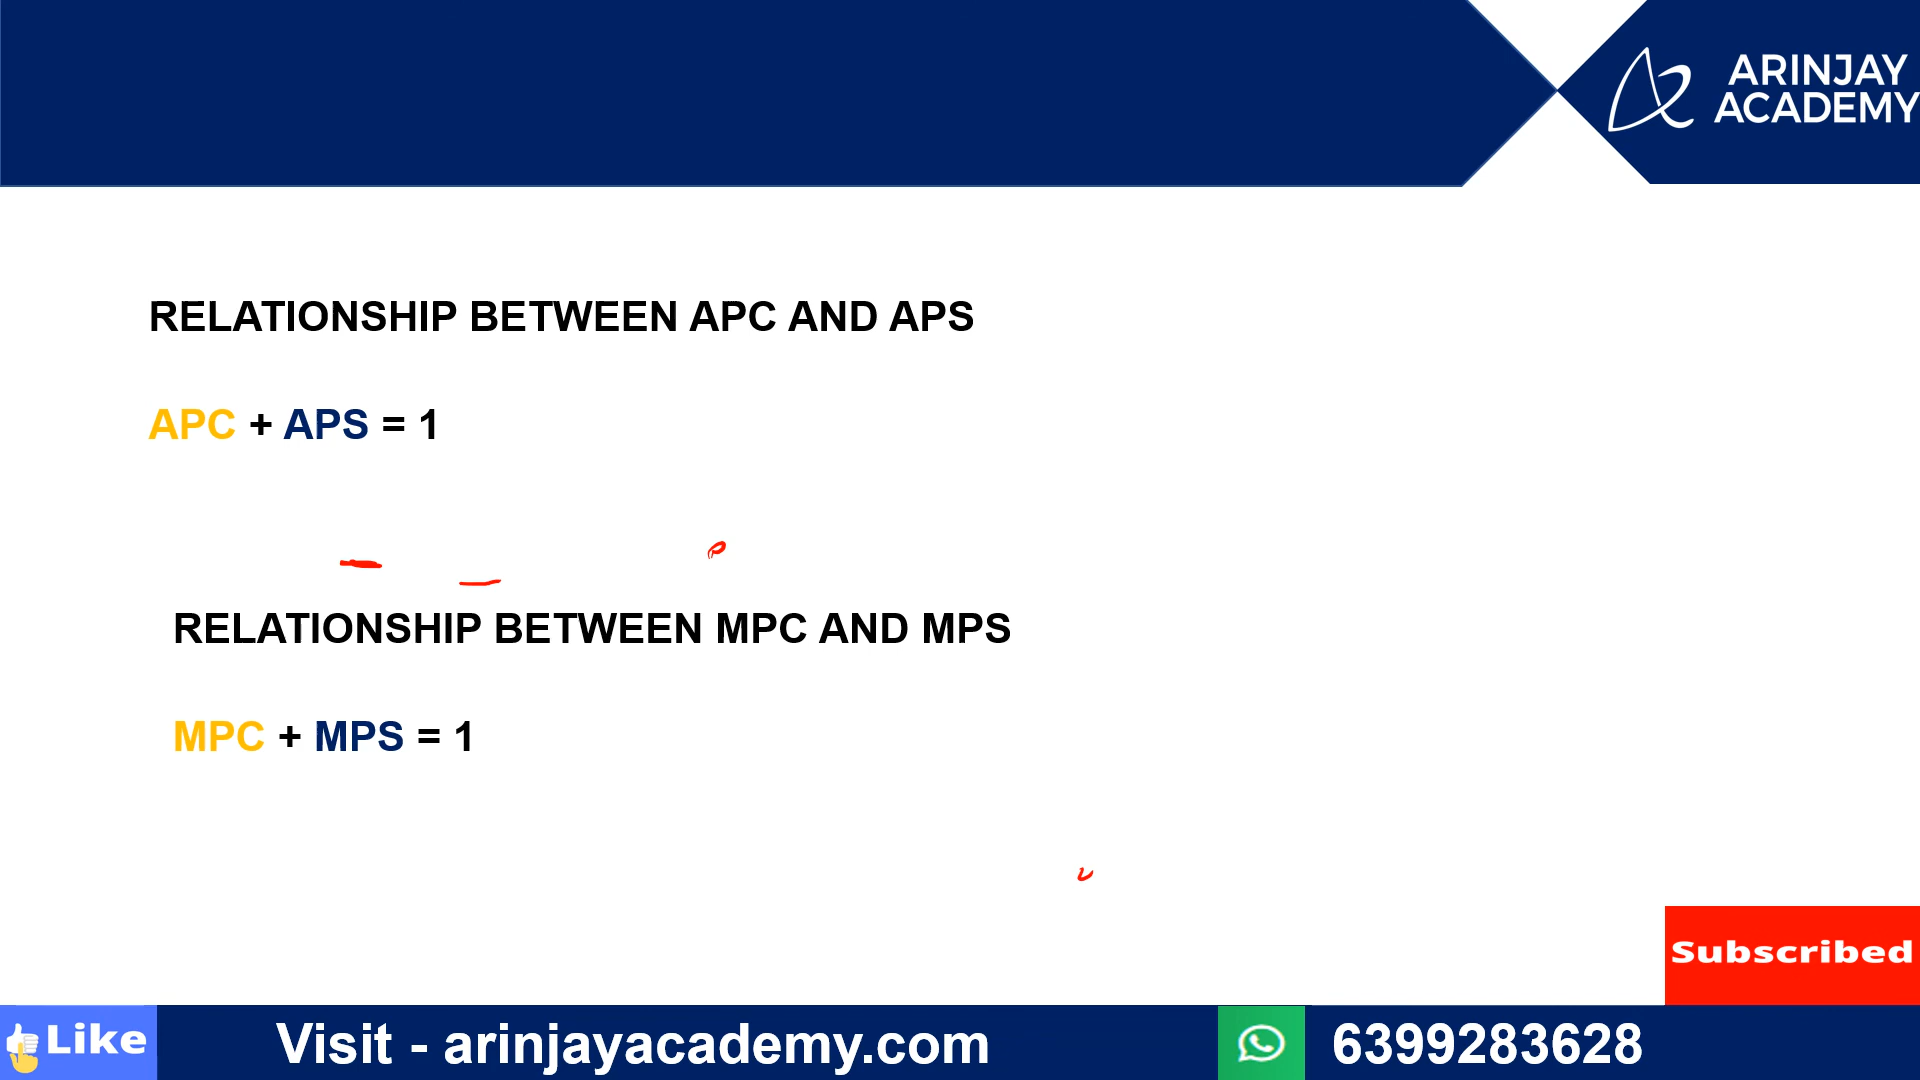 ARINJAY
ACADEMY
RELATIONSHIP BETWEEN APC AND APS
APC + APS = 1
RELATIONSHIP BETWEEN MPC AND MPS
MPC + MPS = 1
Subscribed
Like
Visit - arinjayacademy.com
6399283628